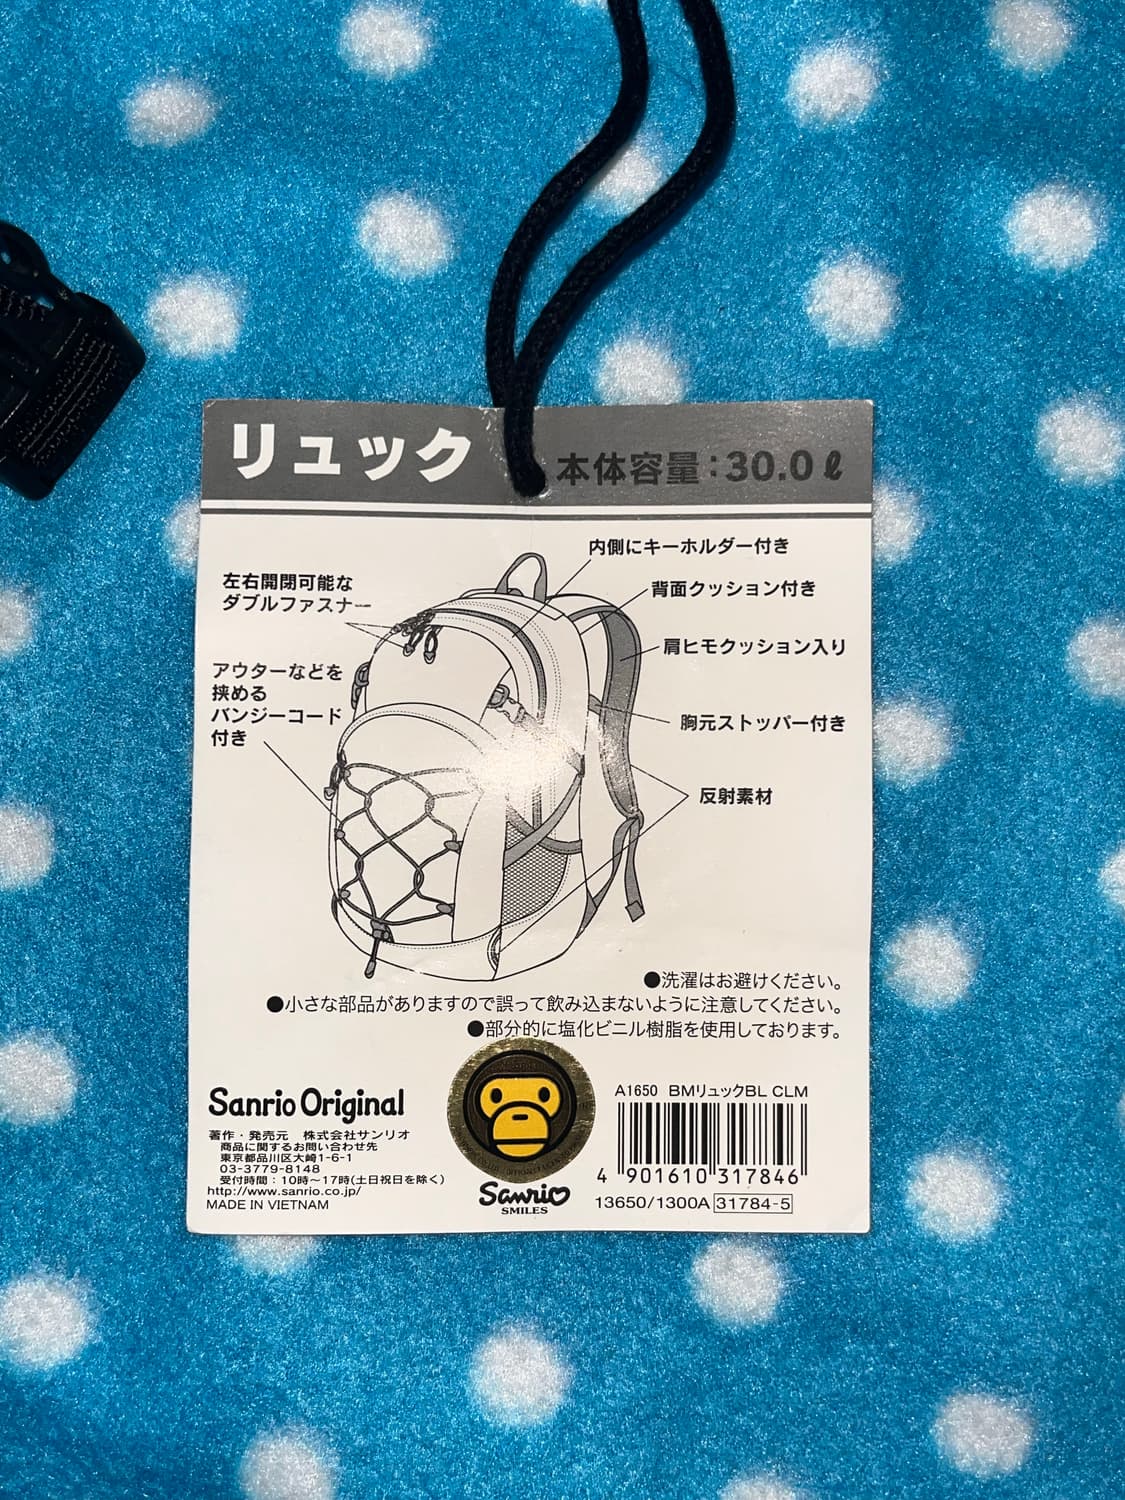 リュック
本体容量:30.0ℓ
内側にキーホルダー付き
左右開閉可能な
ダブルファスナー
背面クッション付き
肩ヒモクッション入り
アウターなどを
挟める
バンジーコード
付き
胸元ストッパー付き
反射素材
●洗濯はお避けください。
●小さな部品がありますので誤って飲み込まないように注意してください。
●部分的に塩化ビニル樹脂を使用しております。
Sanrio Original
著作・発売元 株式会社サンリオ
商品に関するお問い合わせ先
東京都品川区大崎1-6-1
03-3779-8148
受付時間：10時〜17時(土日祝日を除く)
http://www.sanrio.co.jp/
MADE IN VIETNAM
Sanrio
SMILES
A1650 BMリュックBL CLM
4 901610 317846
13650/1300A 31784-5